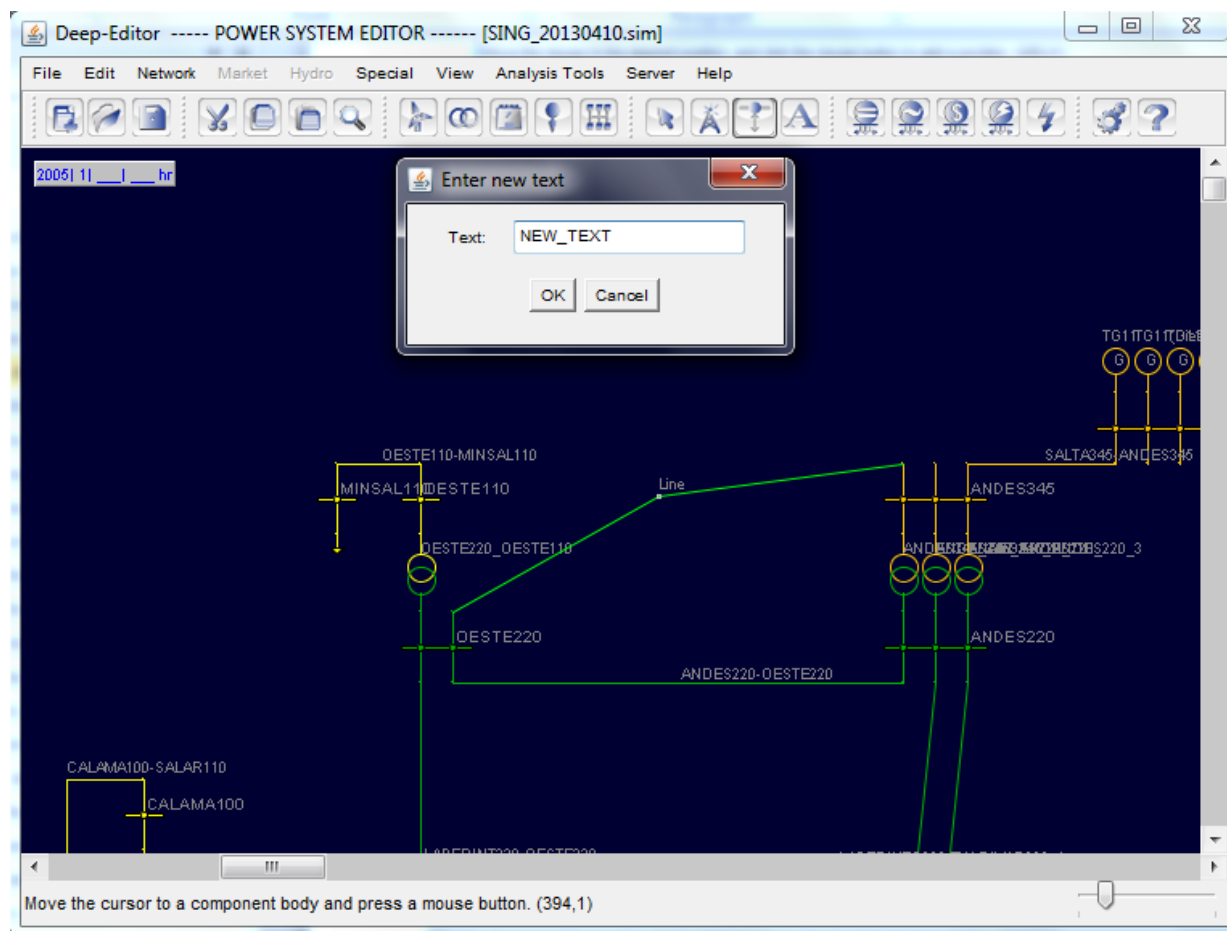 Deep-Editor ----- POWER SYSTEM EDITOR ------ [SING_20130410.sim]
File Edit Network Market Hydro Special View Analysis Tools Server Help
A $ ?
2005| 1| ___| ___ hr
Enter new text
Text: NEW_TEXT
OK Cancel
G G G
OESTE110-MINSAL110
SALTA345-ANDES345
MINSAL110 OESTE110
Line
ANDES345
OESTE220_OESTE110
OESTE220
ANDES220
ANDES220-OESTE220
CALAMA100-SALAR110
CALAMA100
Move the cursor to a component body and press a mouse button. (394,1)